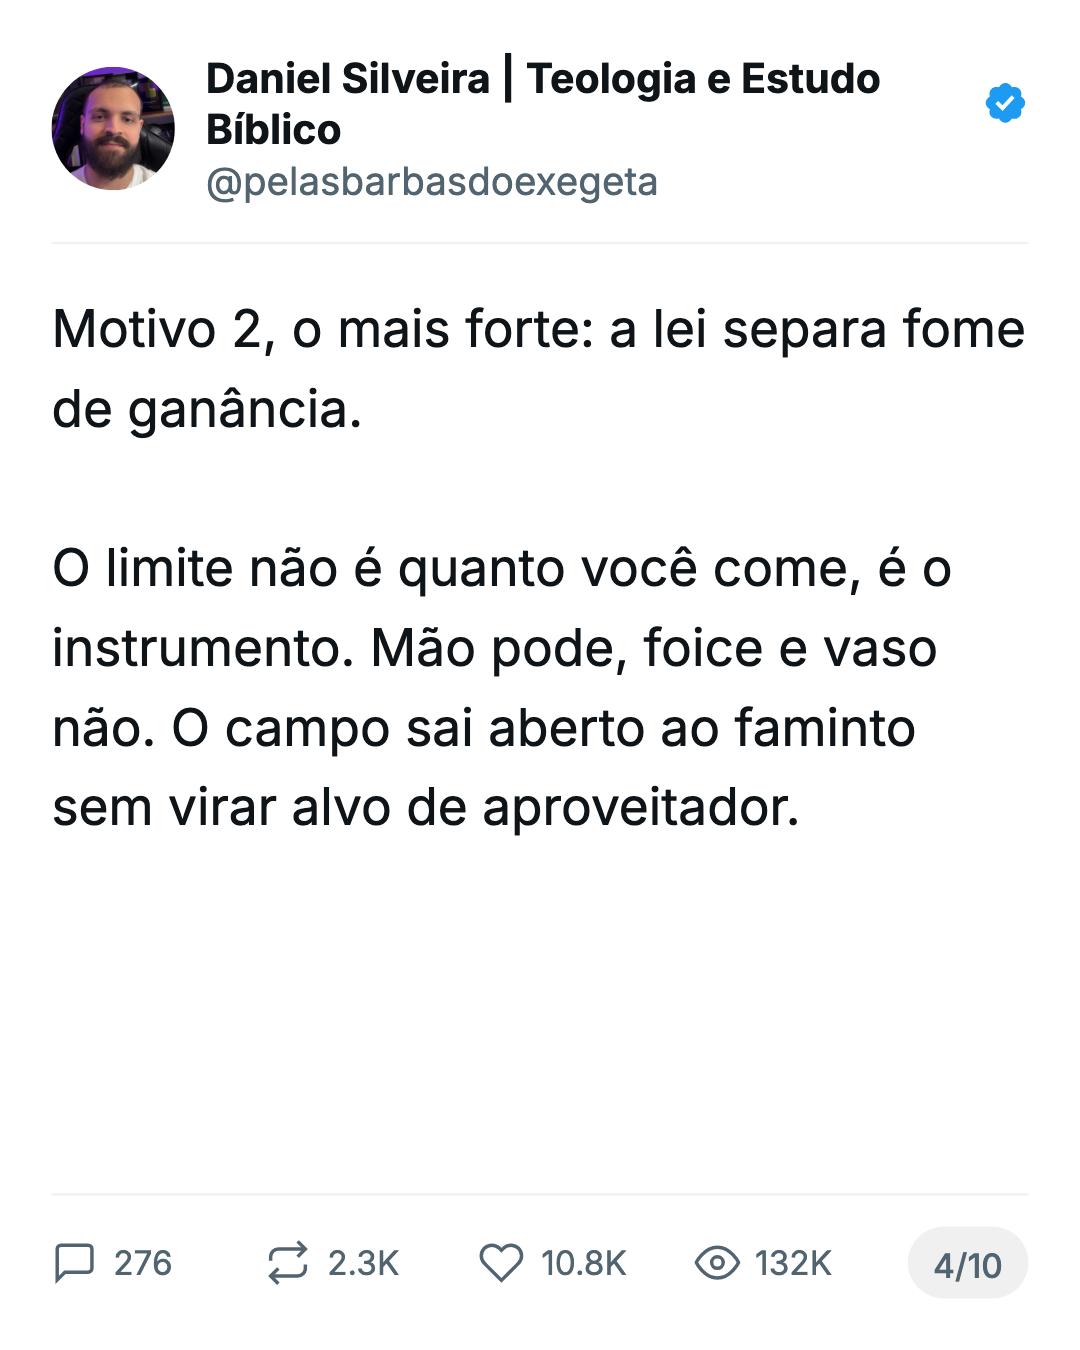 Daniel Silveira | Teologia e Estudo
Bíblico
@pelasbarbasdoexegeta
Motivo 2, o mais forte: a lei separa fome
de ganância.
O limite não é quanto você come, é o
instrumento. Mão pode, foice e vaso
não. O campo sai aberto ao faminto
sem virar alvo de aproveitador.
276 2.3K 10.8K 132K 4/10